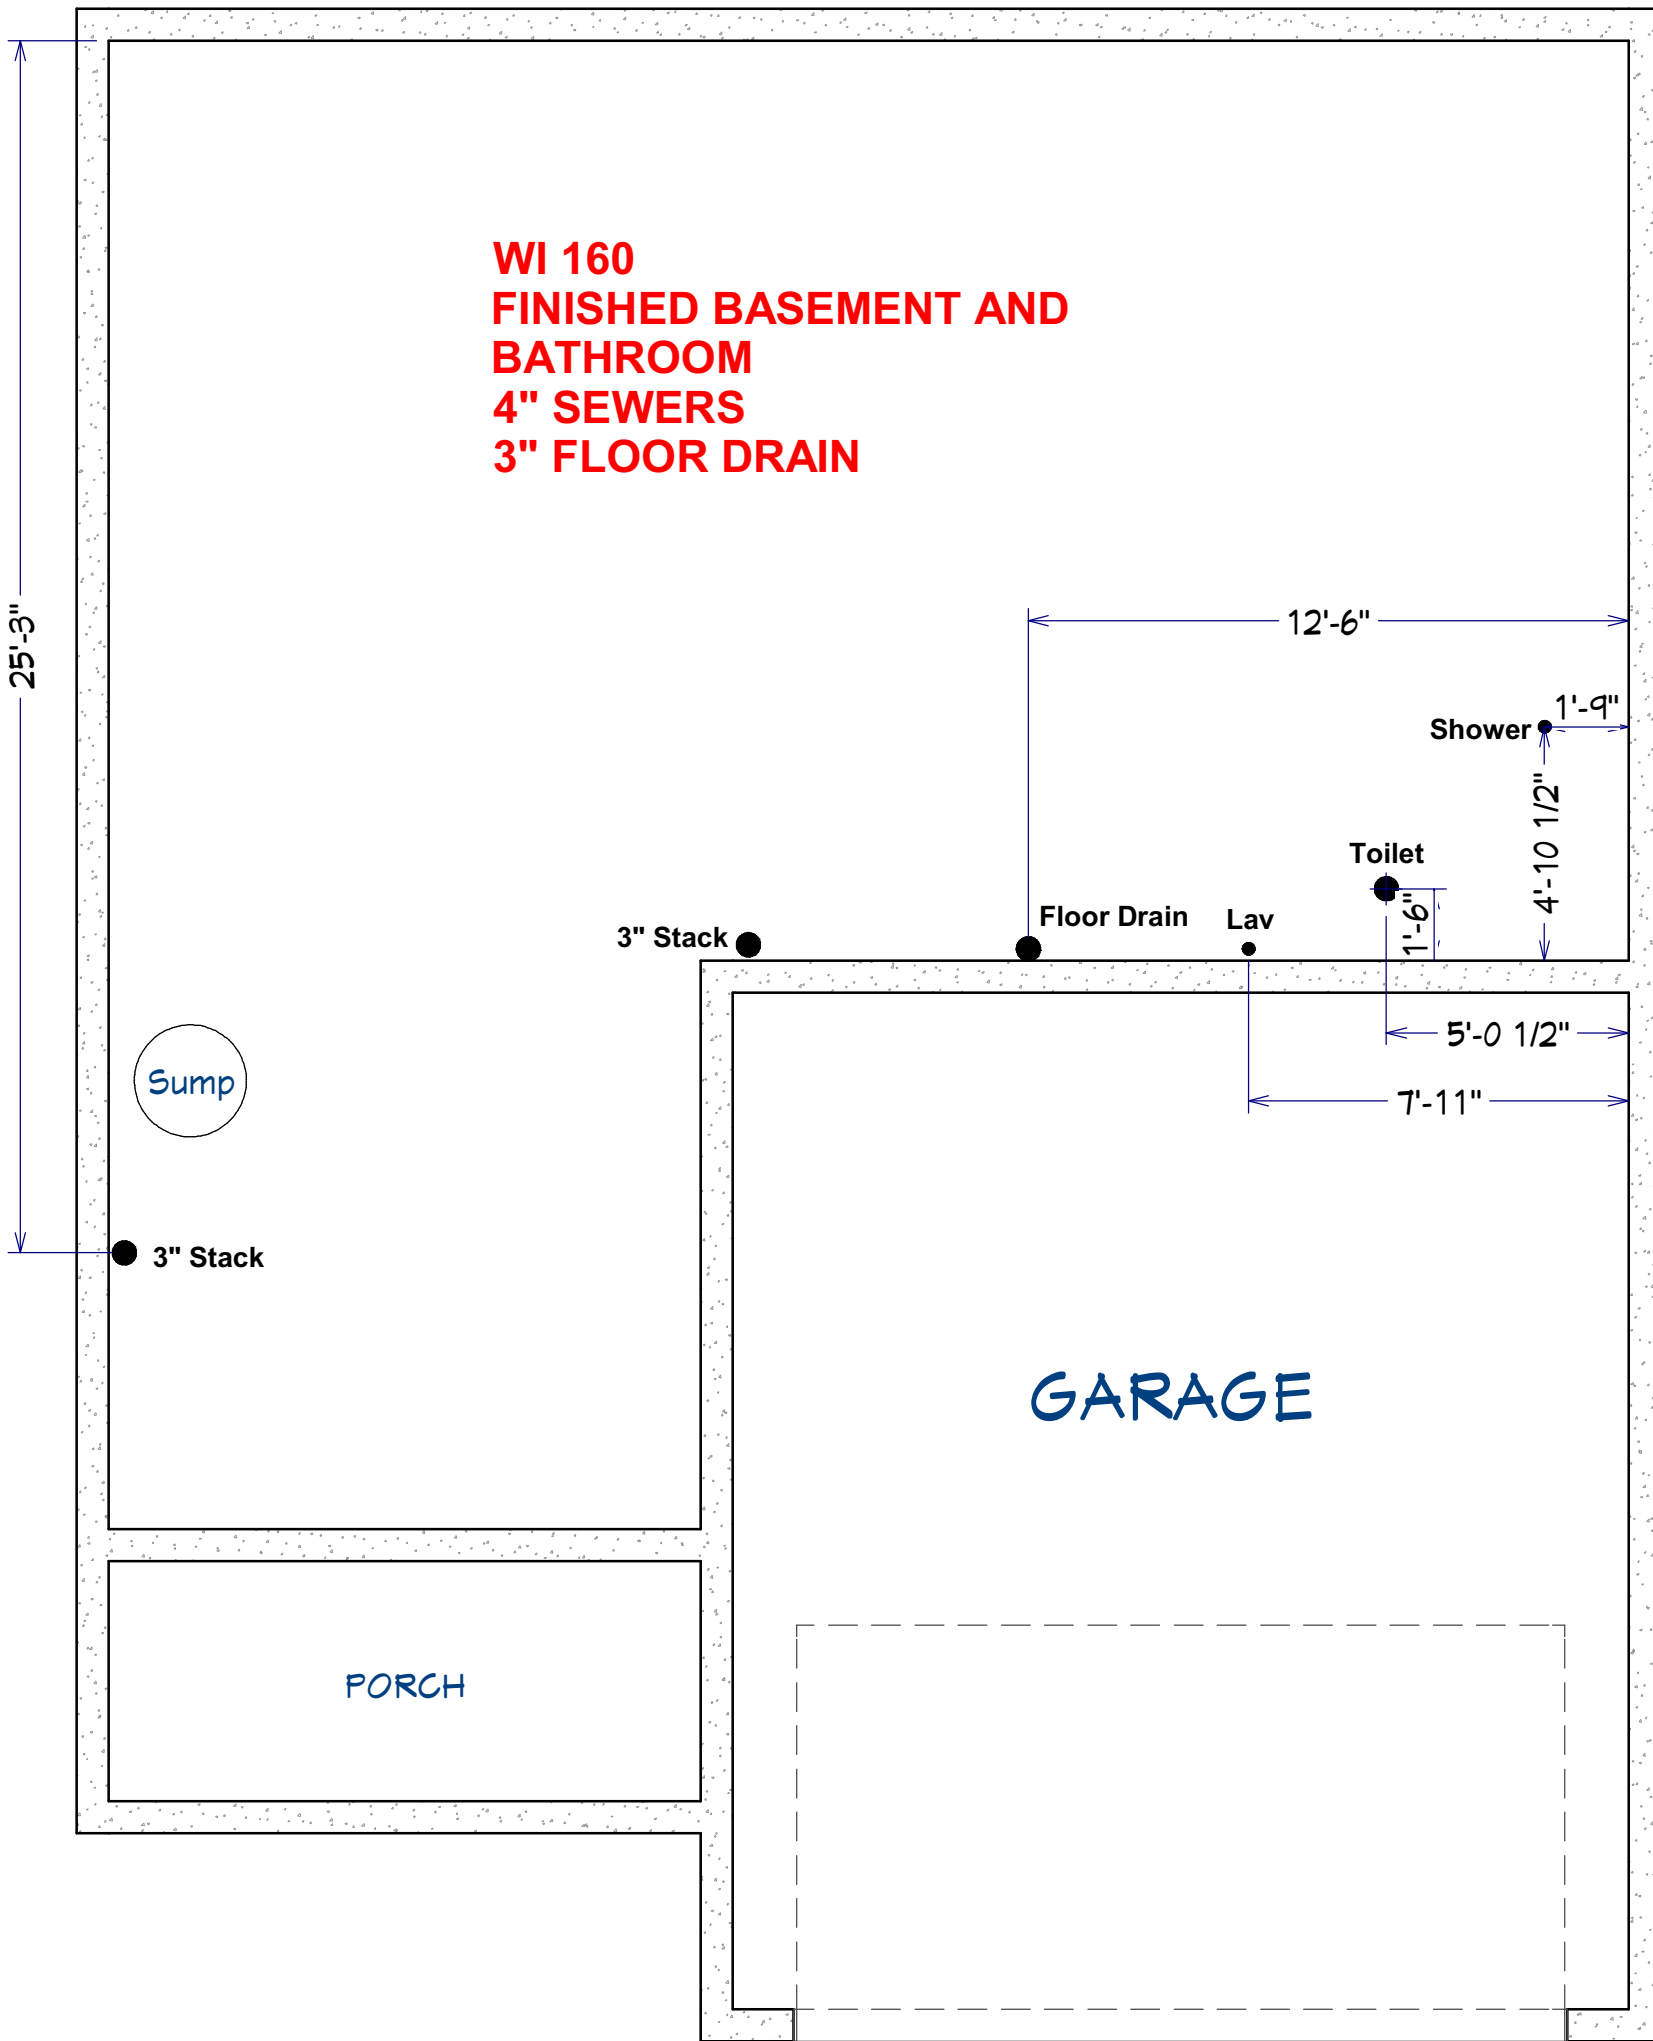 WI 160
FINISHED BASEMENT AND
BATHROOM
4" SEWERS
3" FLOOR DRAIN
25'-3"
12'-6"
1'-9"
Shower
4'-10 1/2"
Toilet
1'-6"
Floor Drain
Lav
3" Stack
5'-0 1/2"
Sump
7'-11"
3" Stack
GARAGE
PORCH